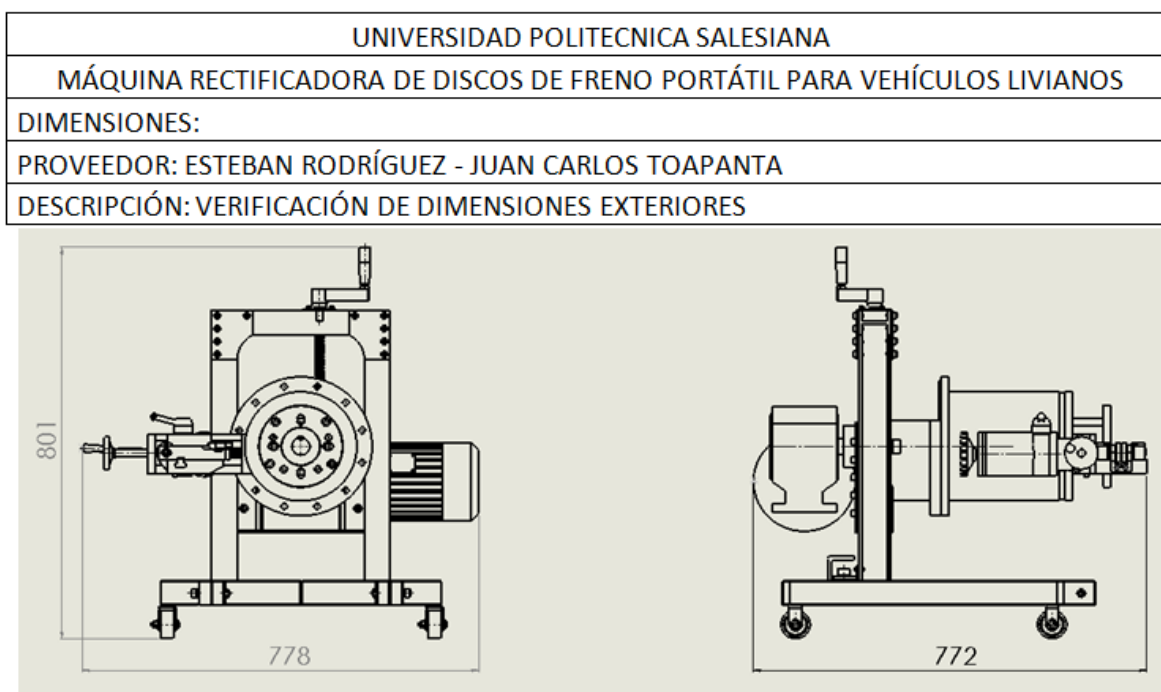 UNIVERSIDAD POLITECNICA SALESIANA
MÁQUINA RECTIFICADORA DE DISCOS DE FRENO PORTÁTIL PARA VEHÍCULOS LIVIANOS
DIMENSIONES:
PROVEEDOR: ESTEBAN RODRÍGUEZ - JUAN CARLOS TOAPANTA
DESCRIPCIÓN: VERIFICACIÓN DE DIMENSIONES EXTERIORES
801
778
772